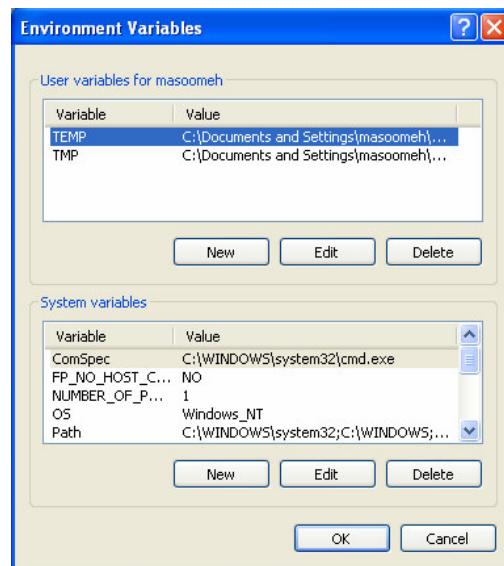 Environment Variables
User variables for masoomeh
Variable Value
TEMP C:\Documents and Settings\masoomeh\...
TMP C:\Documents and Settings\masoomeh\...
New Edit Delete
System variables
Variable Value
ComSpec C:\WINDOWS\system32\cmd.exe
FP_NO_HOST_C... NO
NUMBER_OF_P... 1
OS Windows_NT
Path C:\WINDOWS\system32;C:\WINDOWS;...
New Edit Delete
OK Cancel